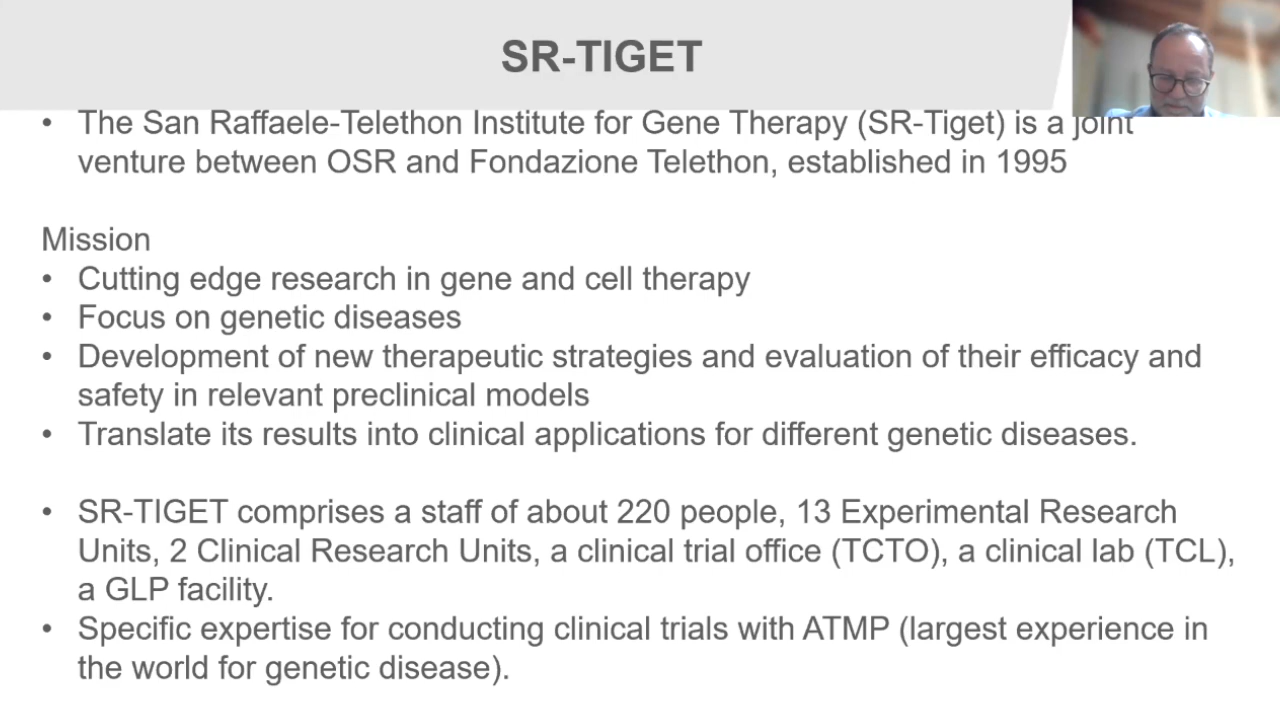 SR-TIGET
• The San Raffaele-Telethon Institute for Gene Therapy (SR-Tiget) is a joint
venture between OSR and Fondazione Telethon, established in 1995
Mission
• Cutting edge research in gene and cell therapy
• Focus on genetic diseases
• Development of new therapeutic strategies and evaluation of their efficacy and
safety in relevant preclinical models
• Translate its results into clinical applications for different genetic diseases.
• SR-TIGET comprises a staff of about 220 people, 13 Experimental Research
Units, 2 Clinical Research Units, a clinical trial office (TCTO), a clinical lab (TCL),
a GLP facility.
• Specific expertise for conducting clinical trials with ATMP (largest experience in
the world for genetic disease).